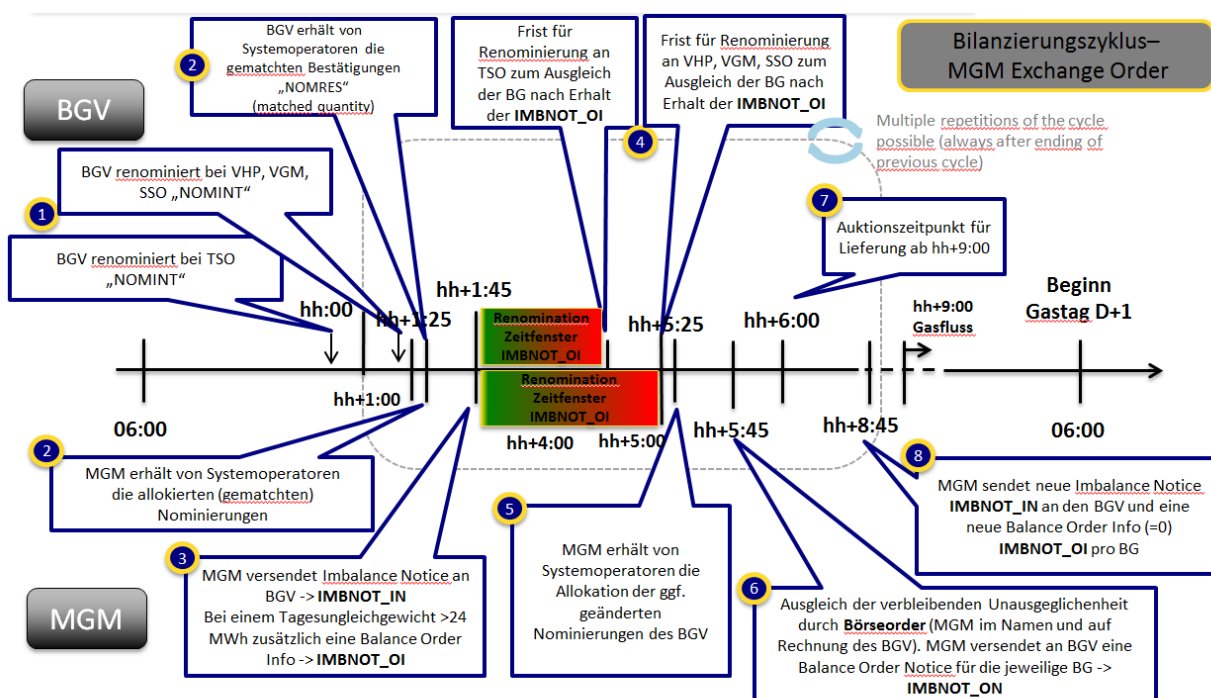 BGV erhält von
Systemoperatoren die
gematchten Bestätigungen
„NOMRES“
(matched quantity)
2
Frist für
Renominierung an
TSO zum Ausgleich
der BG nach Erhalt
der IMBNOT_OI
4
Frist für Renominierung
an VHP, VGM, SSO zum
Ausgleich der BG nach
Erhalt der IMBNOT_OI
Bilanzierungszyklus–
MGM Exchange Order
BGV
Multiple repetitions of the cycle
possible (always after ending of
previous cycle)
BGV renominiert bei VHP, VGM,
SSO „NOMINT“
1
BGV renominiert bei TSO
„NOMINT“
7
Auktionszeitpunkt für
Lieferung ab hh+9:00
hh:00
hh+1:25
hh+1:45
Renomination
Zeitfenster
IMBNOT_OI
hh+5:25
hh+6:00
hh+9:00
Gasfluss
Beginn
Gastag D+1
Renomination
Zeitfenster
IMBNOT_OI
06:00
hh+1:00
hh+4:00
hh+5:00
hh+5:45
hh+8:45
06:00
2
MGM erhält von Systemoperatoren
die allokierten (gematchten)
Nominierungen
3
MGM versendet Imbalance Notice an
BGV -> IMBNOT_IN
Bei einem Tagesungleichgewicht >24
MWh zusätzlich eine Balance Order
Info -> IMBNOT_OI
5
MGM erhält von
Systemoperatoren die
Allokation der ggf.
geänderten
Nominierungen des BGV
6
Ausgleich der verbleibenden Unausgeglichenheit
durch Börseorder (MGM im Namen und auf
Rechnung des BGV). MGM versendet an BGV eine
Balance Order Notice für die jeweilige BG ->
IMBNOT_ON
8
MGM sendet neue Imbalance Notice
IMBNOT_IN an den BGV und eine
neue Balance Order Info (=0)
IMBNOT_OI pro BG
MGM